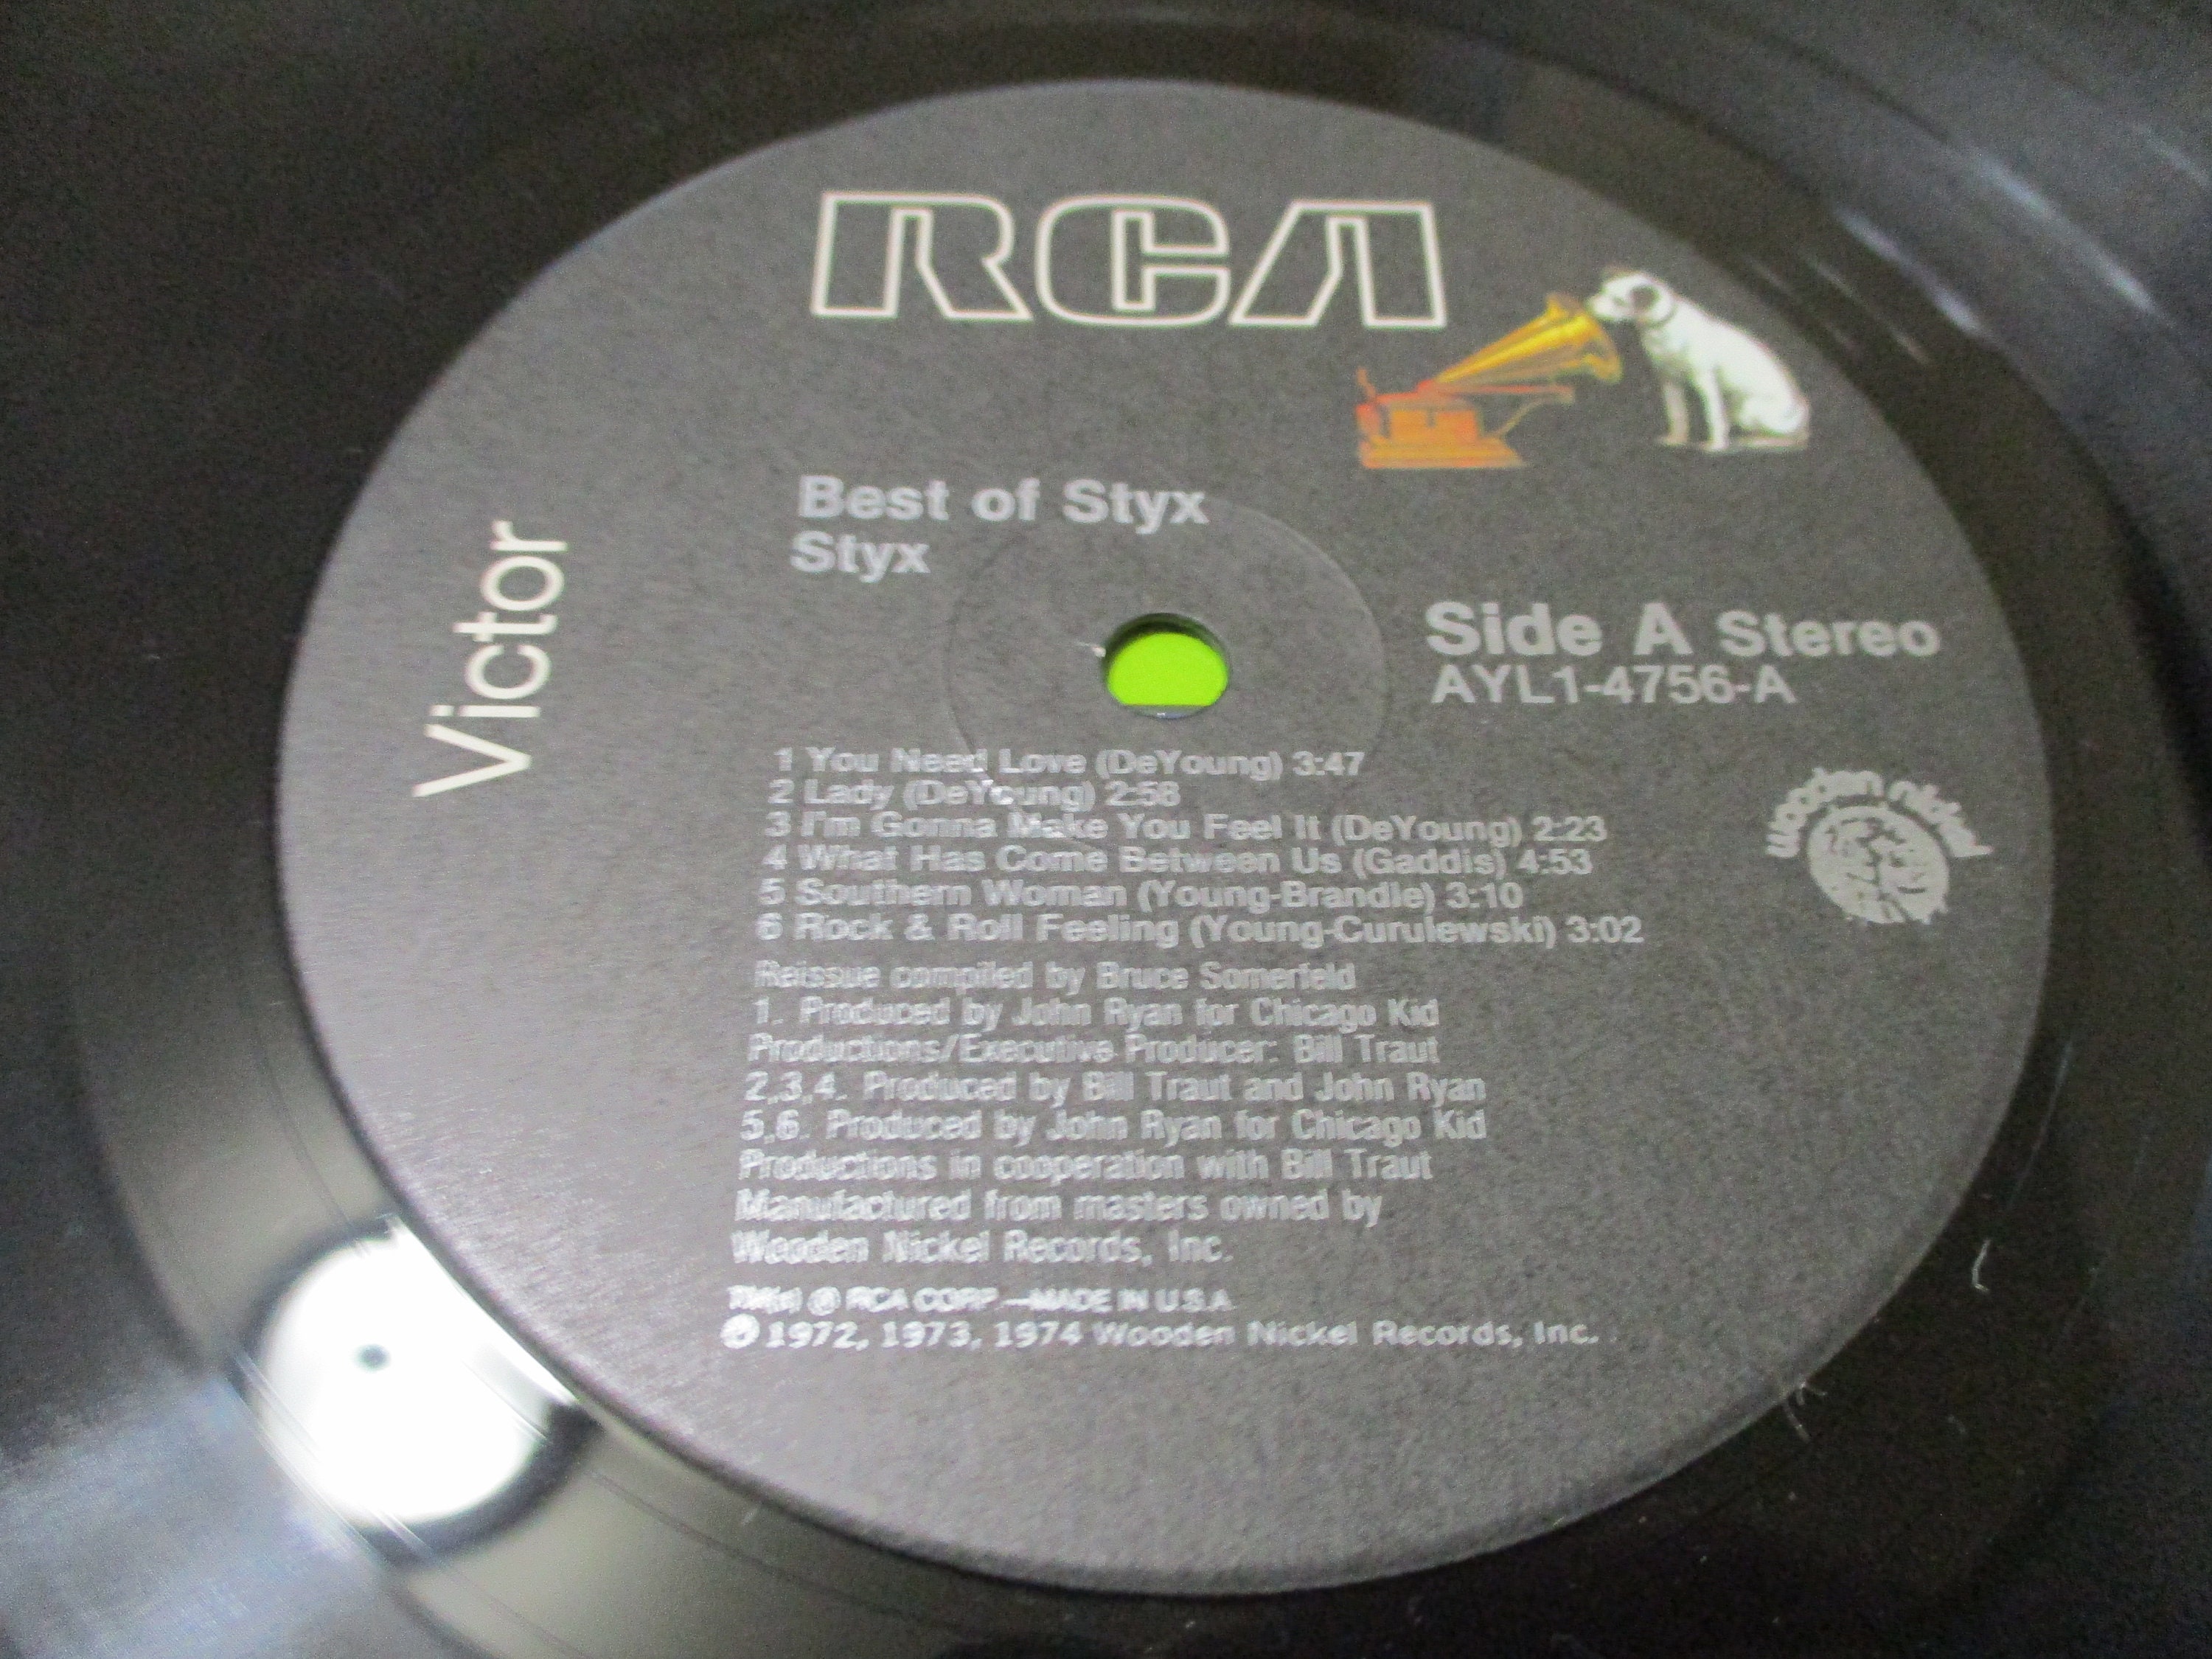 RCA
Victor
Best of Styx
Styx
Side A Stereo
AYL1-4756-A
1 You Need Love (DeYoung) 3:47
2 Lady (DeYoung) 2:58
3 I'm Gonna Make You Feel It (DeYoung) 2:23
4 What Has Come Between Us (Gaddis) 4:53
5 Southern Woman (Young-Brandle) 3:10
6 Rock & Roll Feeling (Young-Curulewski) 3:02
wooden nickel
Reissue compiled by Bruce Somerfeld
1. Produced by John Ryan for Chicago Kid
Productions/Executive Producer: Bill Traut
2,3,4. Produced by Bill Traut and John Ryan
5,6. Produced by John Ryan for Chicago Kid
Productions in cooperation with Bill Traut
Manufactured from masters owned by
Wooden Nickel Records, Inc.
TM(s) ® RCA CORP.—MADE IN U.S.A.
℗ 1972, 1973, 1974 Wooden Nickel Records, Inc.